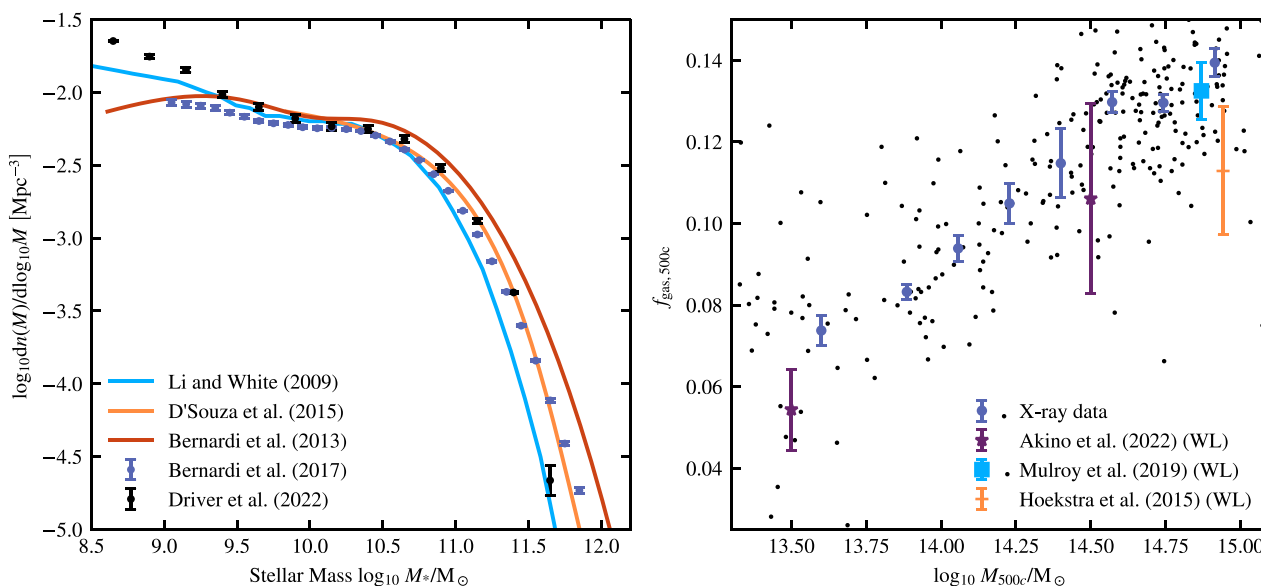 −1.5
−2.0
−2.5
−3.0
−3.5
−4.0
−4.5
−5.0
log₁₀dn(M)/dlog₁₀M [Mpc⁻³]
Li and White (2009)
D'Souza et al. (2015)
Bernardi et al. (2013)
Bernardi et al. (2017)
Driver et al. (2022)
8.5 9.0 9.5 10.0 10.5 11.0 11.5 12.0
Stellar Mass log₁₀ M*/M⊙
0.14
0.12
0.10
0.08
0.06
0.04
f_gas, 500c
X-ray data
Akino et al. (2022) (WL)
Mulroy et al. (2019) (WL)
Hoekstra et al. (2015) (WL)
13.50 13.75 14.00 14.25 14.50 14.75 15.00
log₁₀ M₅₀₀c/M⊙